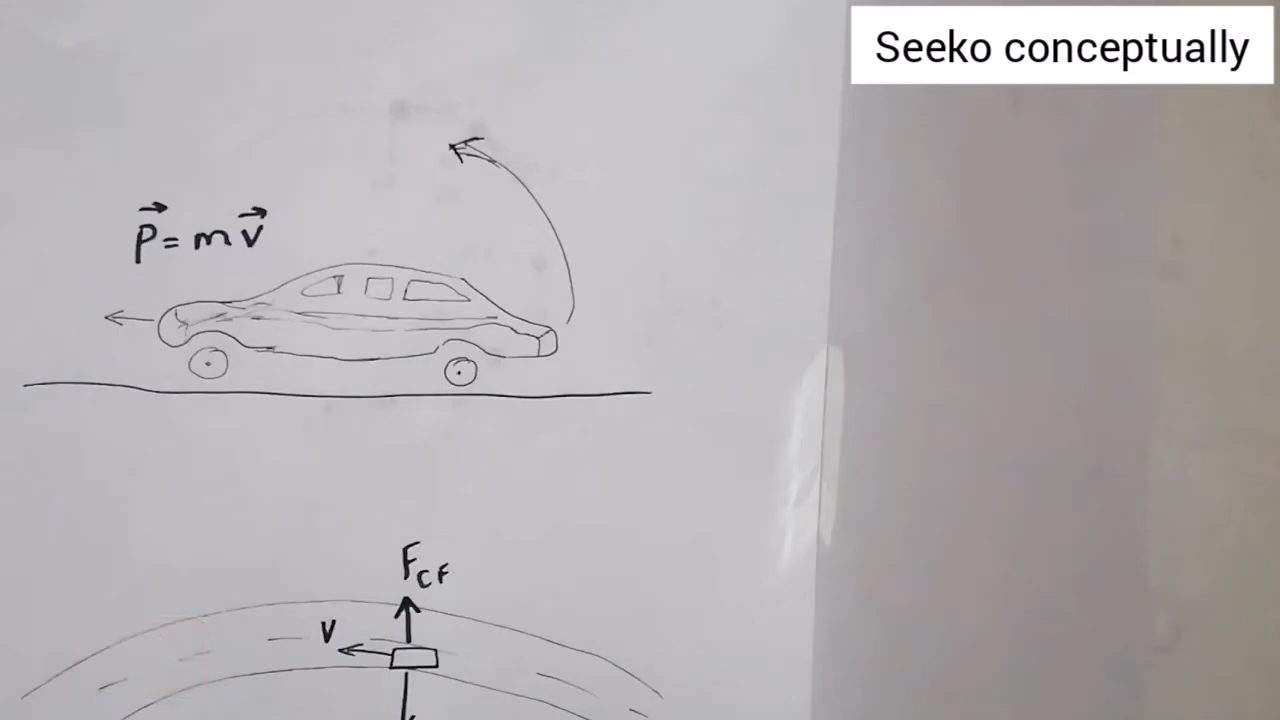 Seeko conceptually
P⃗ = mv⃗
F_CF
V